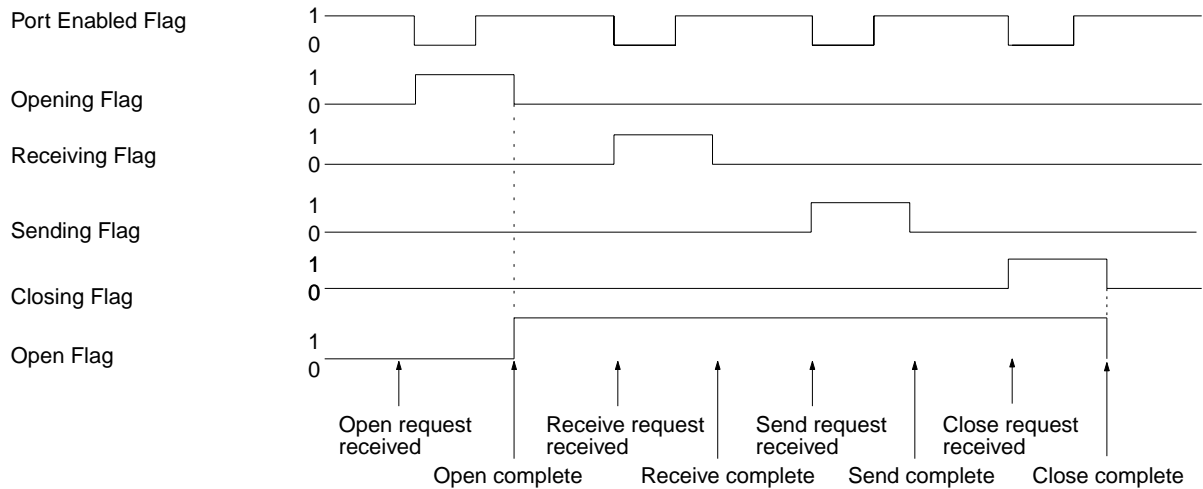 Port Enabled Flag
1
0
Opening Flag
1
0
Receiving Flag
1
0
Sending Flag
1
0
Closing Flag
1
0
Open Flag
1
0
Open request
received
Open complete
Receive request
received
Receive complete
Send request
received
Send complete
Close request
received
Close complete